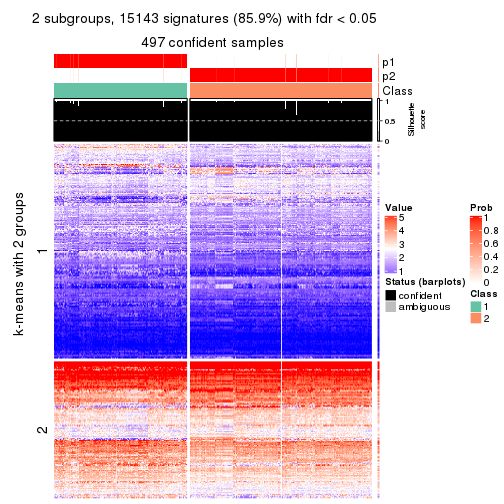 2 subgroups, 15143 signatures (85.9%) with fdr < 0.05
497 confident samples
p1
p2
Class
1
0.5
0
Silhouette
score
k-means with 2 groups
1
2
Value
5
4
3
2
1
Status (barplots)
confident
ambiguous
Prob
1
0.8
0.6
0.4
0.2
0
Class
1
2